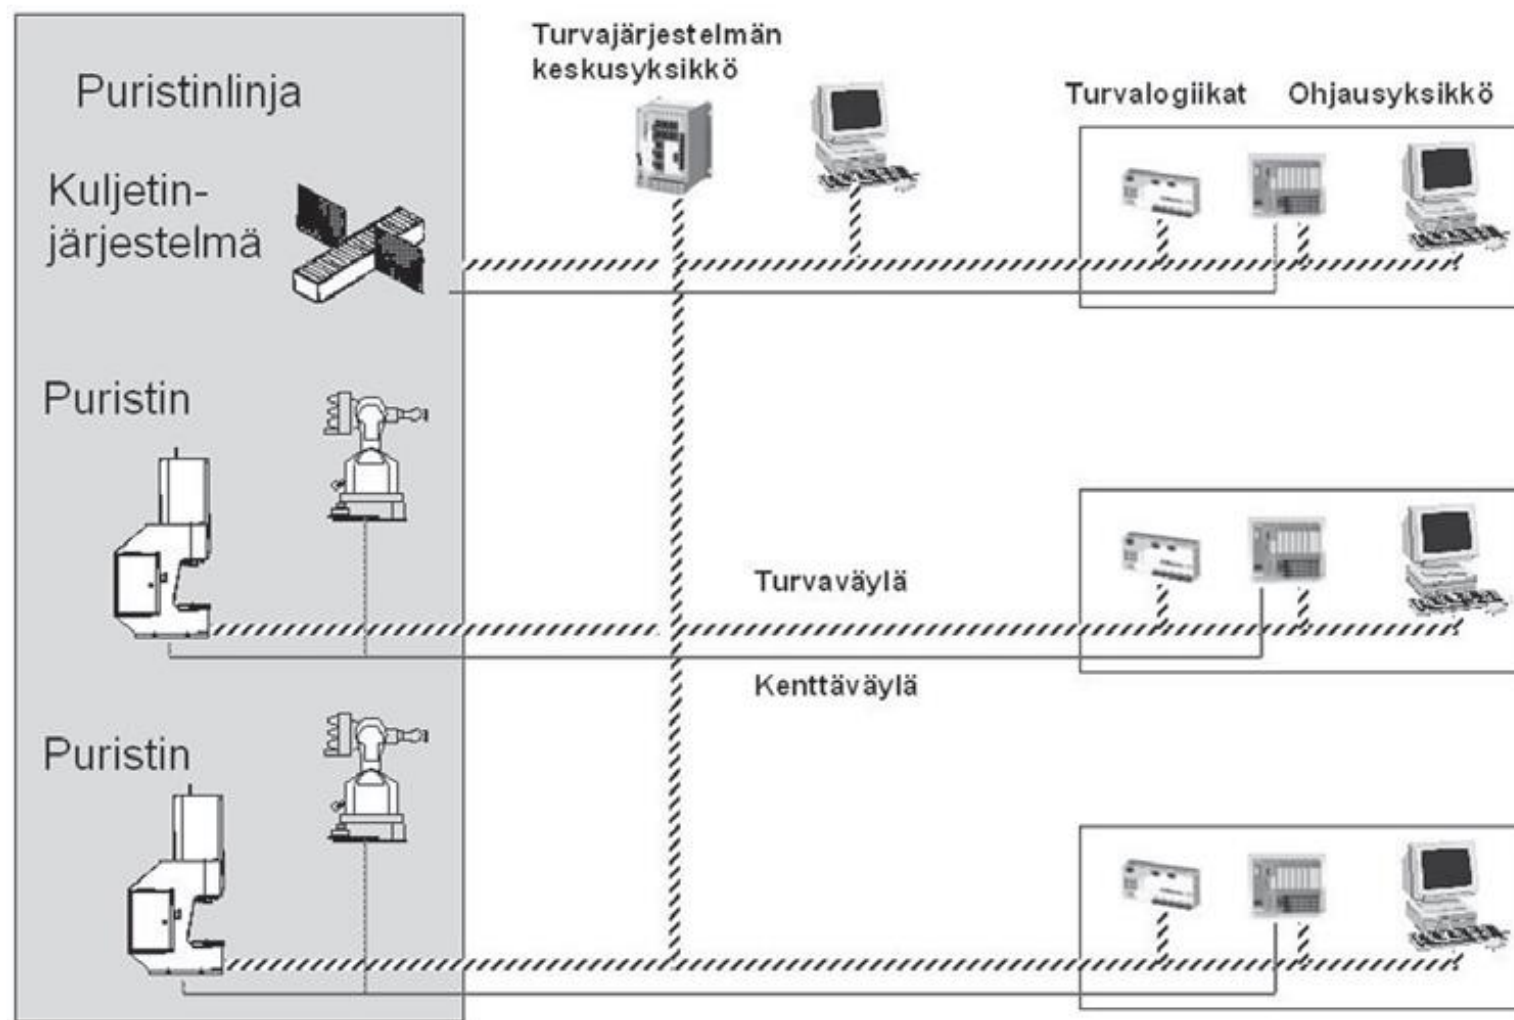 Puristinlinja
Kuljetin-
järjestelmä
Puristin
Puristin
Turvajärjestelmän
keskusyksikkö
Turvalogiikat
Ohjausyksikkö
Turvaväylä
Kenttäväylä